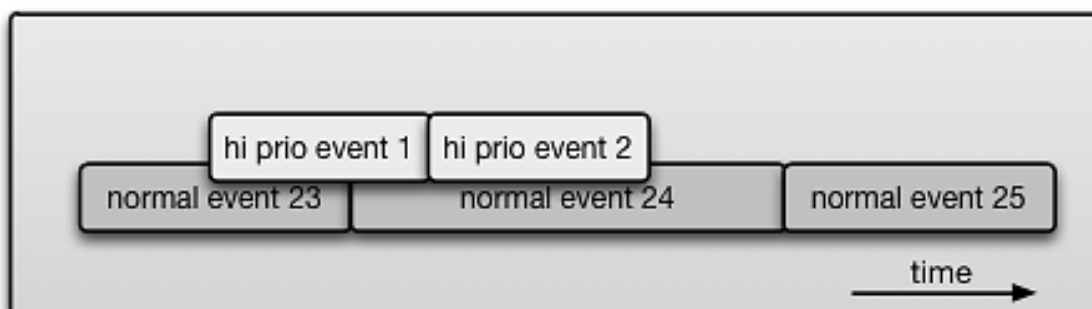 hi prio event 1
hi prio event 2
normal event 23
normal event 24
normal event 25
time